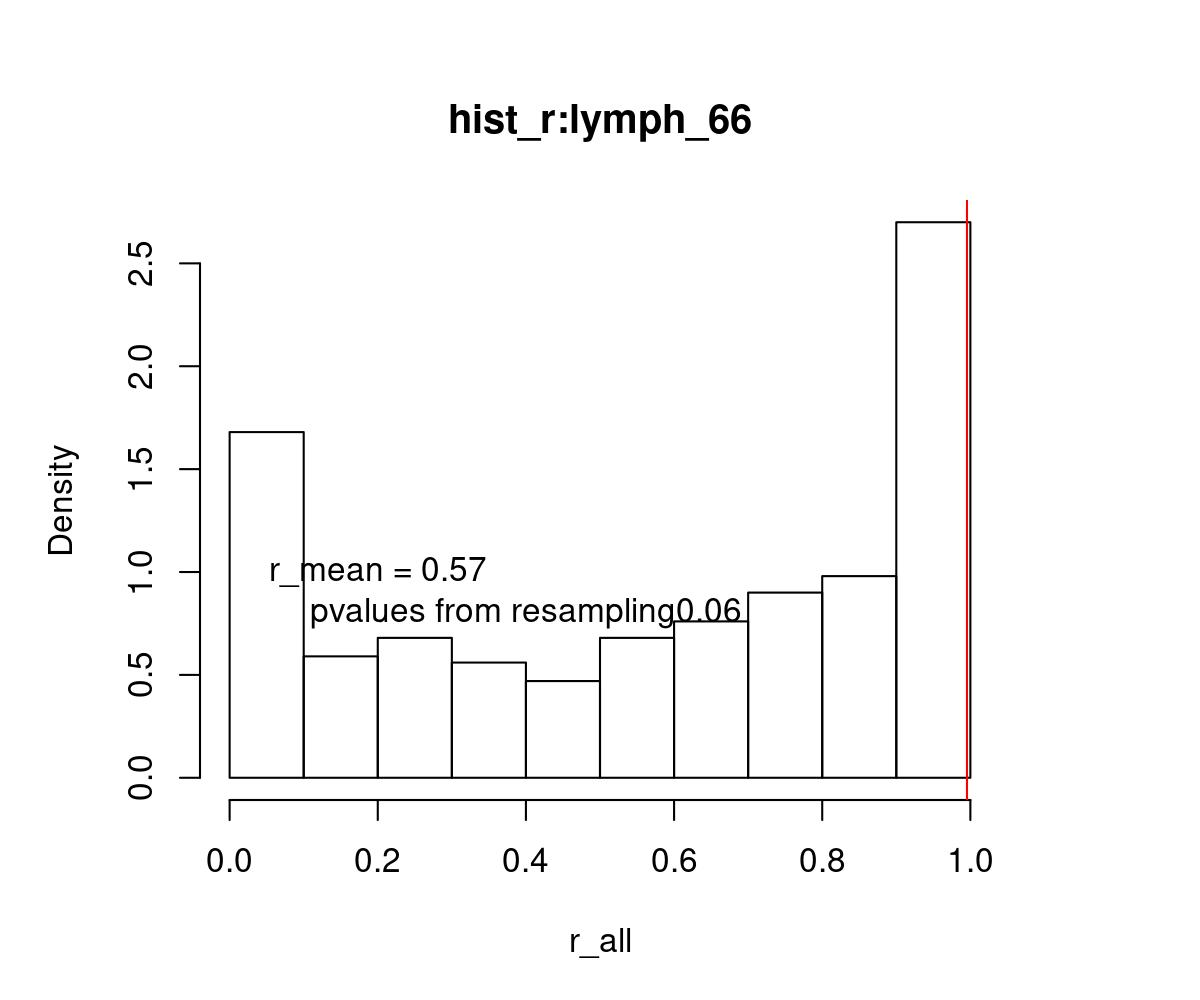 hist_r:lymph_66
Density
2.5
2.0
1.5
1.0
0.5
0.0
r_mean = 0.57
pvalues from resampling0.06
0.0 0.2 0.4 0.6 0.8 1.0
r_all